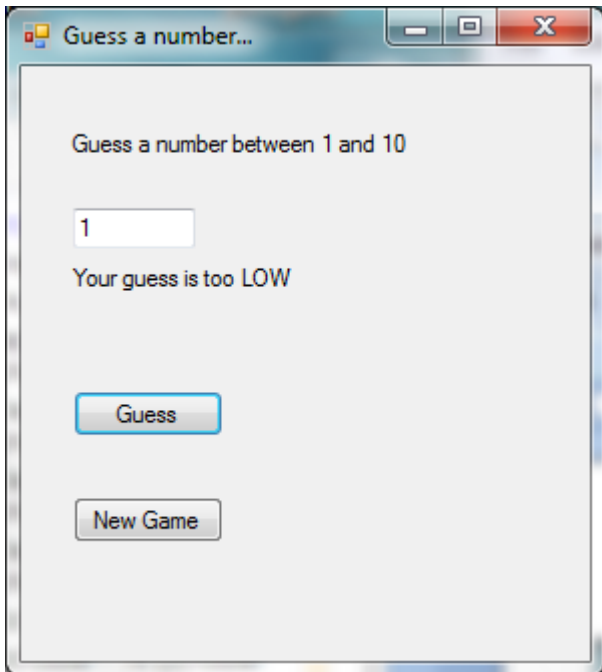 Guess a number...
Guess a number between 1 and 10
1
Your guess is too LOW
Guess
New Game